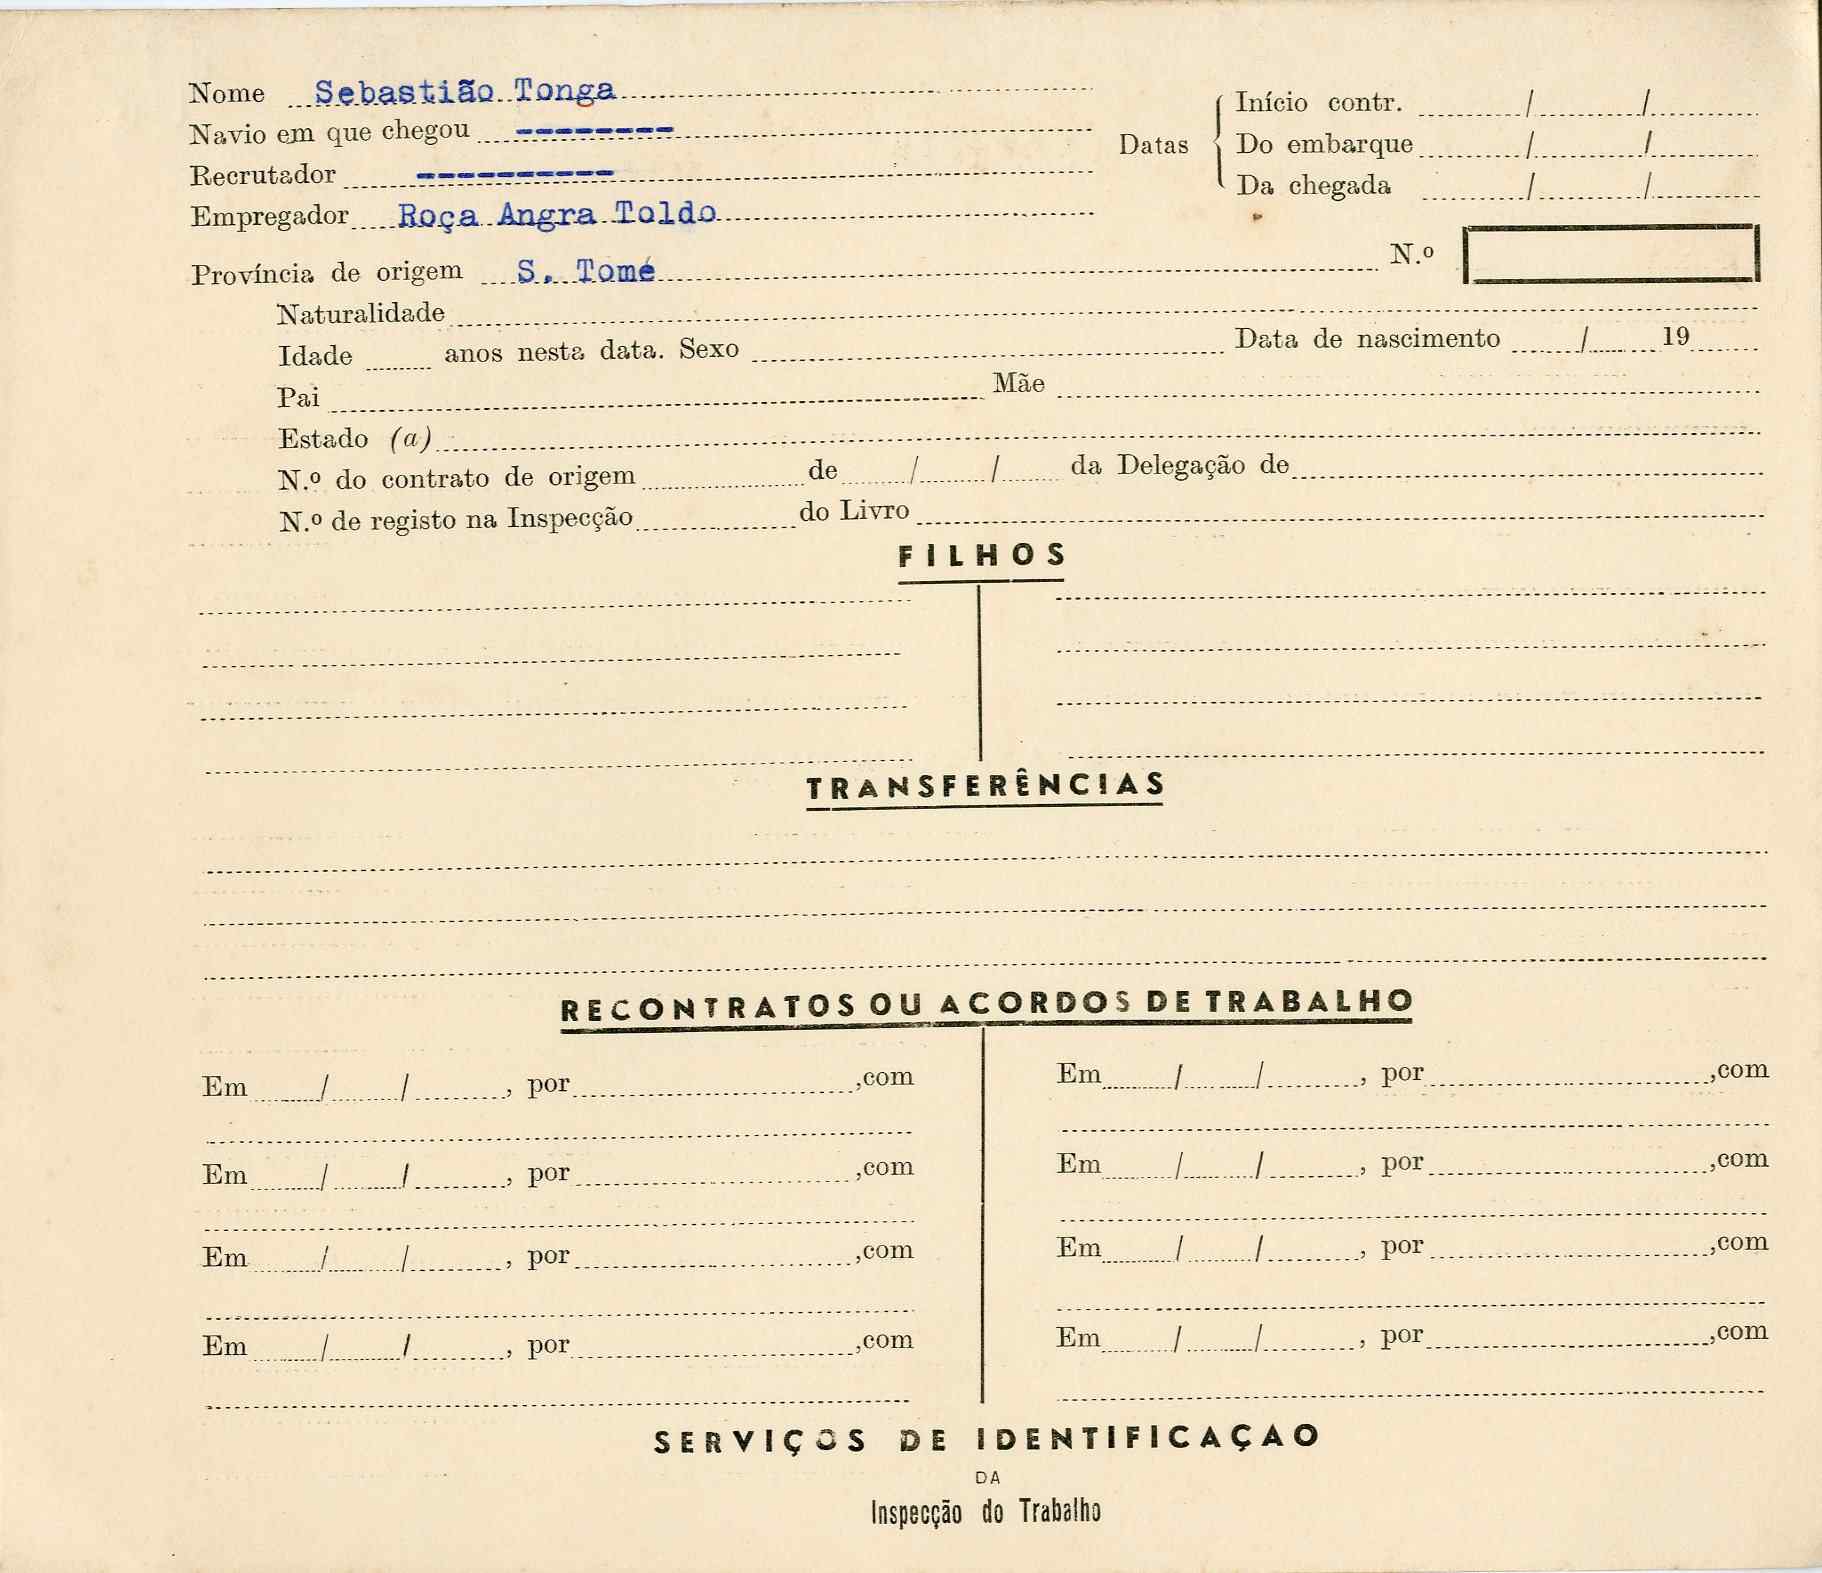 Nome Sebastião Tonga
Navio em que chegou --------
Recrutador ----------
Empregador Roça Angra Toldo
Datas
Início contr. / /
Do embarque / /
Da chegada / /
Província de origem S. Tomé N.º
Naturalidade
Idade anos nesta data. Sexo Data de nascimento / 19
Pai Mãe
Estado (a)
N.º do contrato de origem de / / da Delegação de
N.º de registo na Inspecção do Livro
FILHOS
TRANSFERÊNCIAS
RECONTRATOS OU ACORDOS DE TRABALHO
Em / / , por ,com
Em / / , por ,com
Em / / , por ,com
Em / / , por ,com
Em / / , por ,com
Em / / , por ,com
Em / / , por ,com
Em / / , por ,com
SERVIÇOS DE IDENTIFICAÇAO
DA
Inspecção do Trabalho